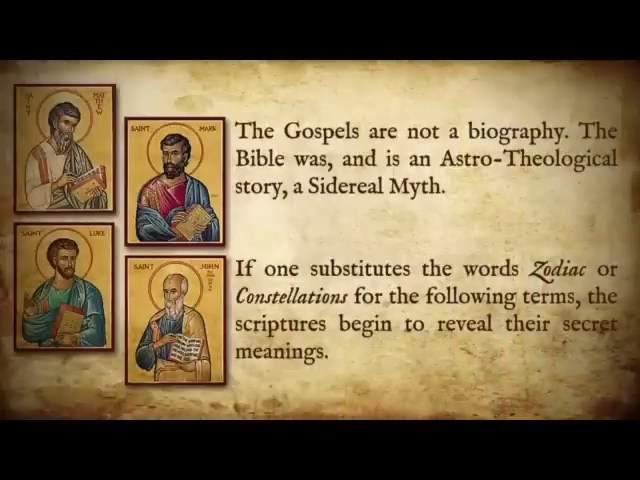 MATTHEW
SAINT MARK
SAINT LUKE
SAINT JOHN
The Gospels are not a biography. The
Bible was, and is an Astro-Theological
story, a Sidereal Myth.
If one substitutes the words Zodiac or
Constellations for the following terms, the
scriptures begin to reveal their secret
meanings.